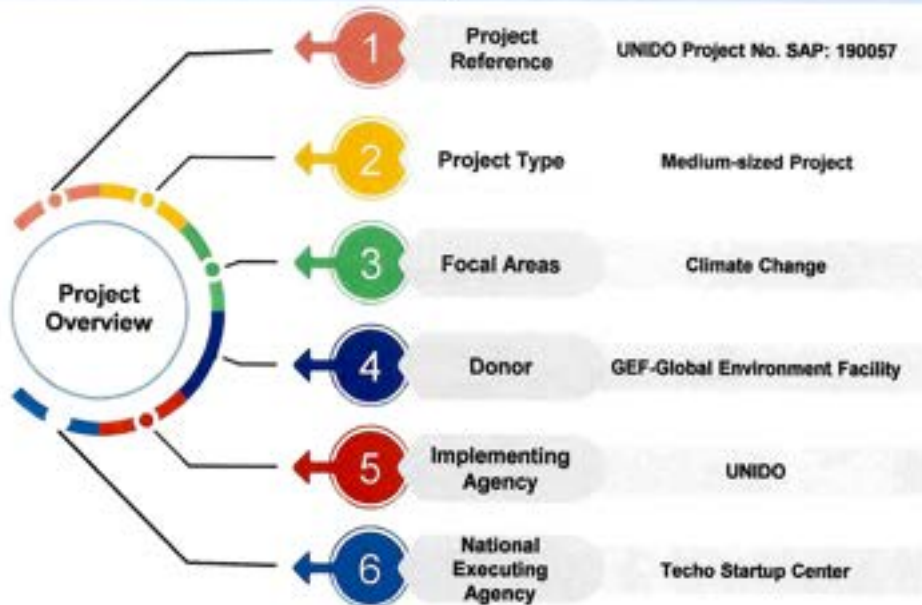 Project Overview
1
Project Reference
UNIDO Project No. SAP: 190057
2
Project Type
Medium-sized Project
3
Focal Areas
Climate Change
4
Donor
GEF-Global Environment Facility
5
Implementing Agency
UNIDO
6
National Executing Agency
Techo Startup Center